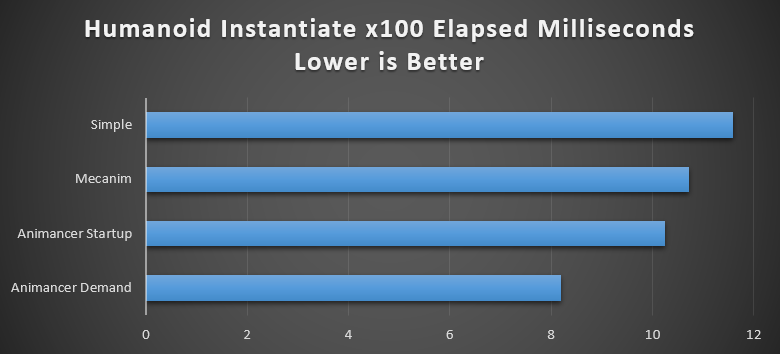 Humanoid Instantiate x100 Elapsed Milliseconds
Lower is Better
Simple
Mecanim
Animancer Startup
Animancer Demand
0 2 4 6 8 10 12